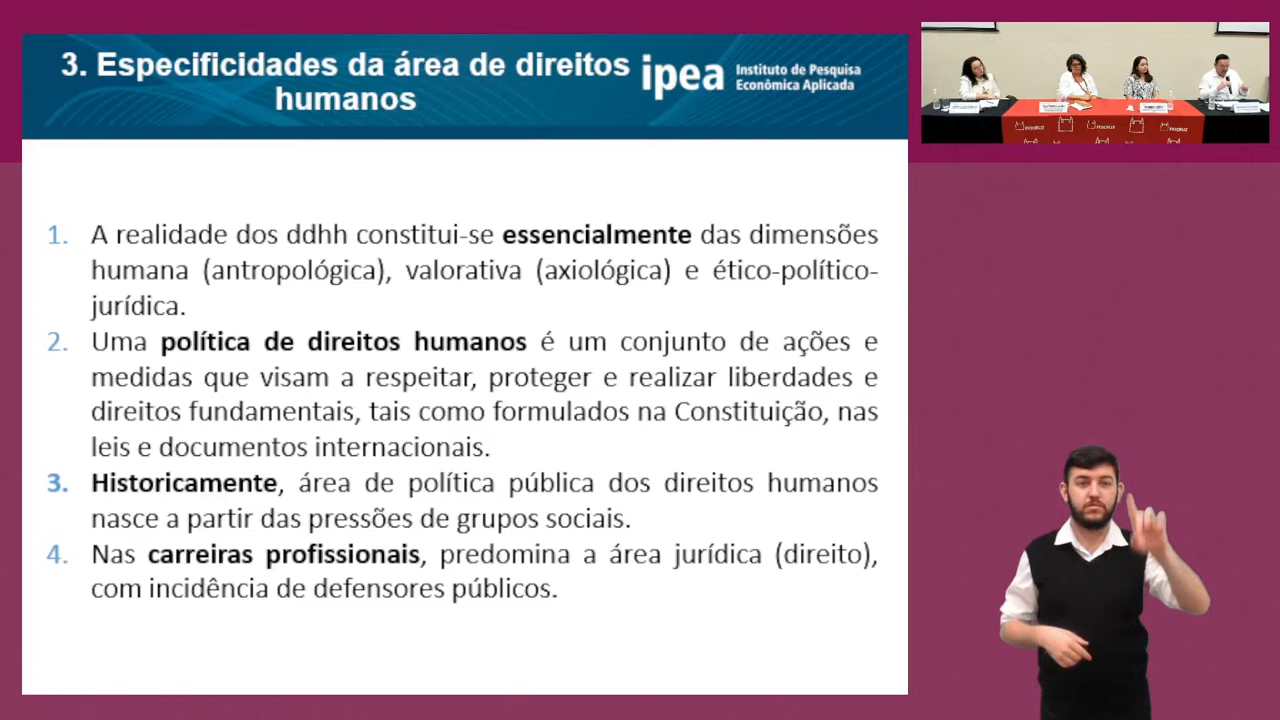 3. Especificidades da área de direitos
humanos
ipea
Instituto de Pesquisa
Econômica Aplicada
1. A realidade dos ddhh constitui-se essencialmente das dimensões
humana (antropológica), valorativa (axiológica) e ético-político-
jurídica.
2. Uma política de direitos humanos é um conjunto de ações e
medidas que visam a respeitar, proteger e realizar liberdades e
direitos fundamentais, tais como formulados na Constituição, nas
leis e documentos internacionais.
3. Historicamente, área de política pública dos direitos humanos
nasce a partir das pressões de grupos sociais.
4. Nas carreiras profissionais, predomina a área jurídica (direito),
com incidência de defensores públicos.
FIOCRUZ
FIOCRUZ
FIOCRUZ